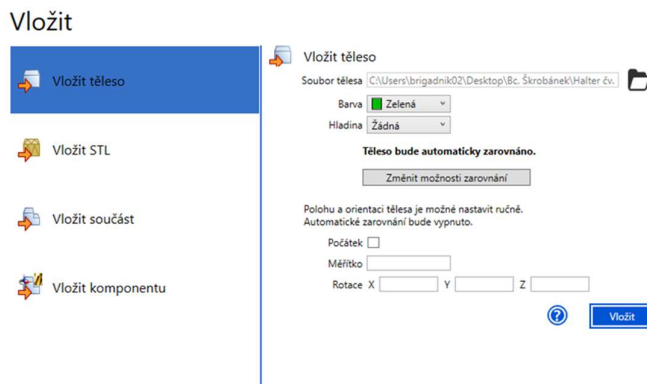 Vložit
Vložit těleso
Vložit STL
Vložit součást
Vložit komponentu
Vložit těleso
Soubor tělesa C:\Users\brigadnik02\Desktop\Bc. Škrobánek\Halter čv.
Barva Zelená
Hladina Žádná
Těleso bude automaticky zarovnáno.
Změnit možnosti zarovnání
Polohu a orientaci tělesa je možné nastavit ručně.
Automatické zarovnání bude vypnuto.
Počátek
Měřítko
Rotace X Y Z
? Vložit